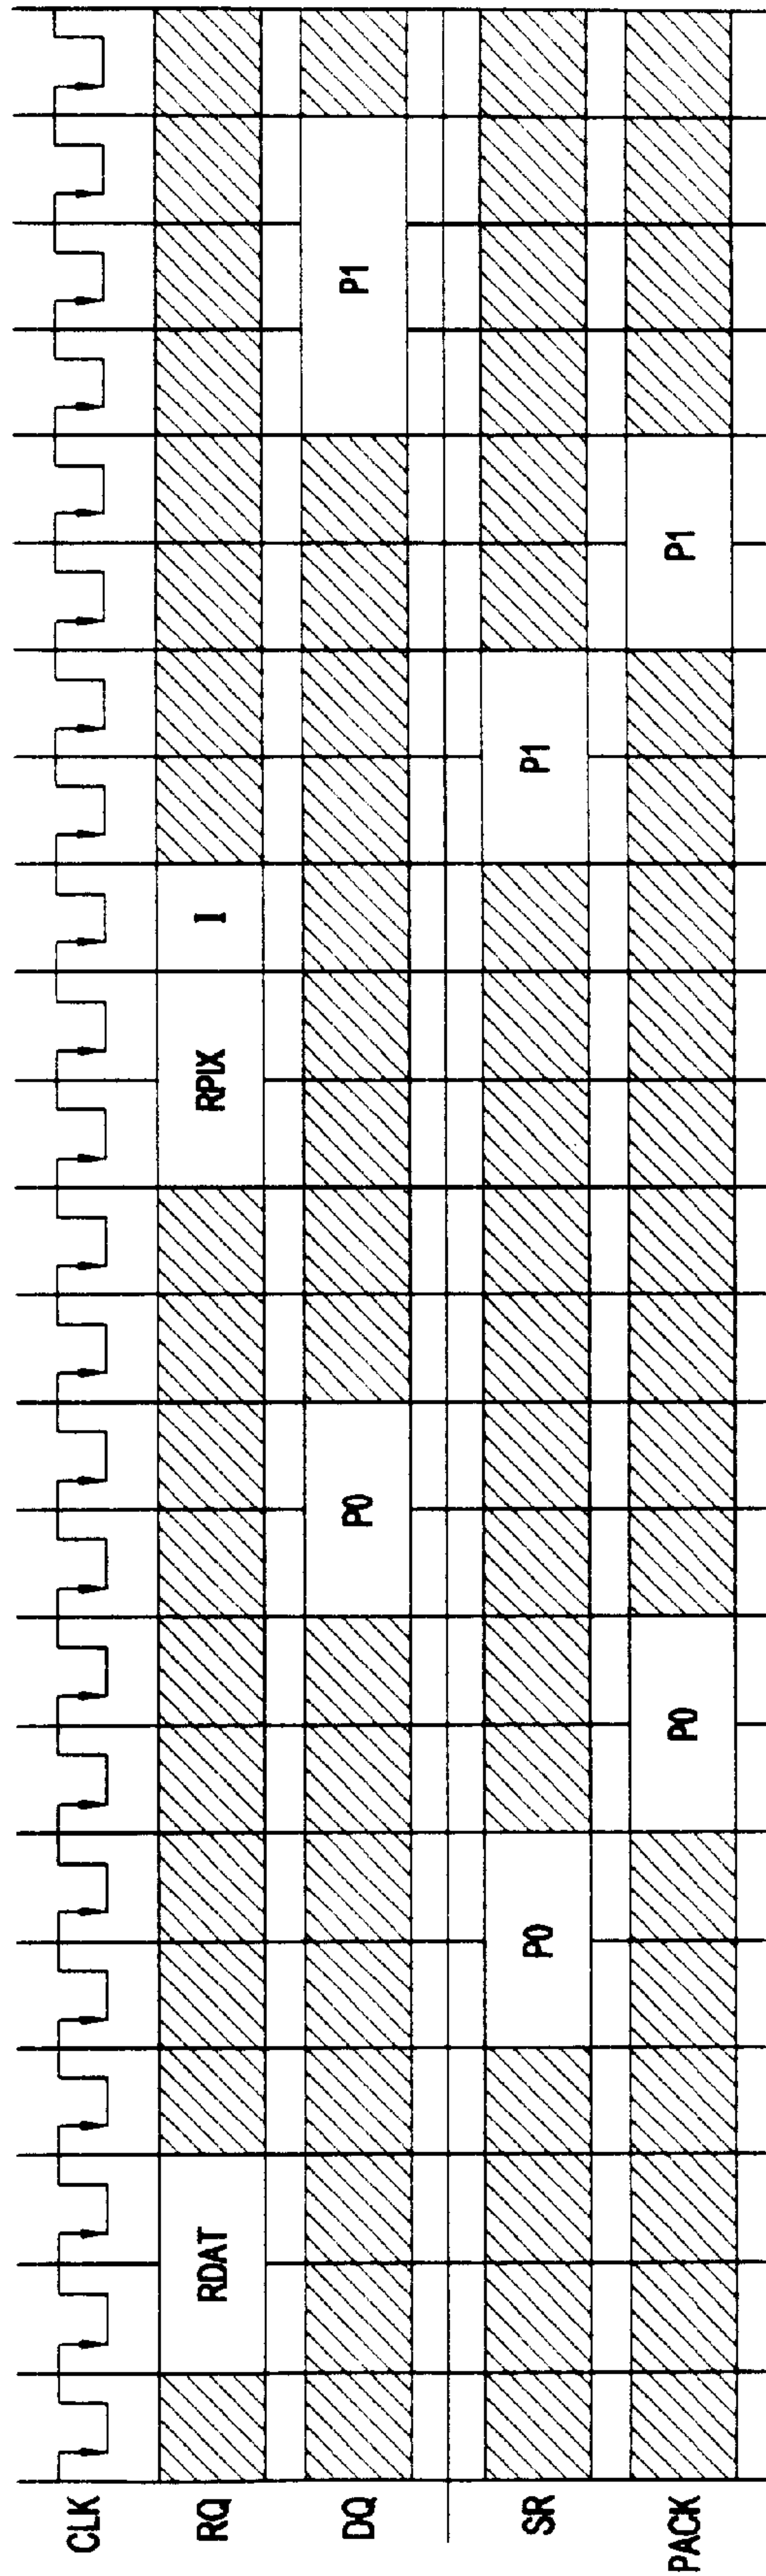 CLK
RQ RDAT RPIX I
DQ P0 P1
SR P0 P1
PACK P0 P1